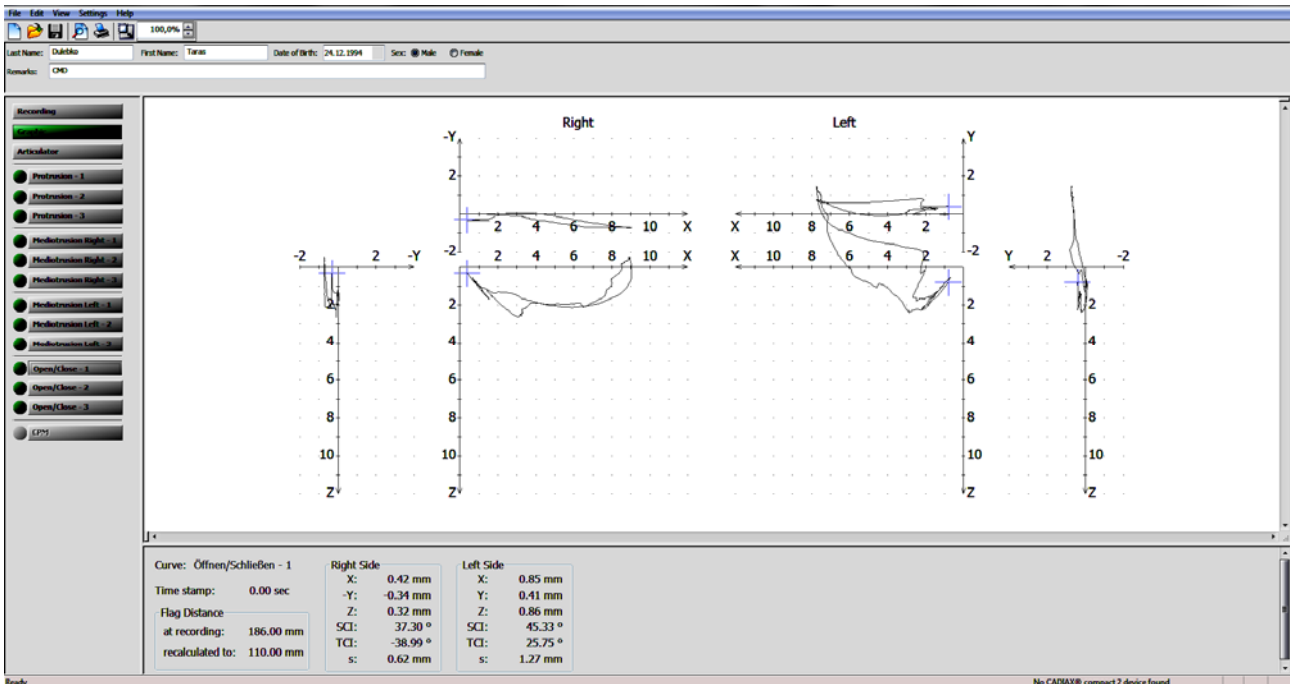 File Edit View Settings Help
100,0%
Last Name: Dulebko First Name: Taras Date of Birth: 24.12.1994 Sex: Male Female
Remarks: CMD
Recording
Articulator
Protrusion - 1
Protrusion - 2
Protrusion - 3
Mediotrusion Right - 1
Mediotrusion Right - 2
Mediotrusion Right - 3
Mediotrusion Left - 1
Mediotrusion Left - 2
Mediotrusion Left - 3
Open/Close - 1
Open/Close - 2
Open/Close - 3
CPM
Right Left
-Y Y
2 2
2 4 6 8 10 X X 10 8 6 4 2
-2 -2
-2 2 -Y 2 4 6 8 10 X X 10 8 6 4 2 Y 2 -2
2 2 2 2
4 4 4 4
6 6 6 6
8 8 8 8
10 10 10 10
Z Z Z Z
Curve: Öffnen/Schließen - 1
Time stamp: 0.00 sec
Flag Distance
at recording: 186.00 mm
recalculated to: 110.00 mm
Right Side
X: 0.42 mm
-Y: -0.34 mm
Z: 0.32 mm
SCI: 37.30 °
TCI: -38.99 °
s: 0.62 mm
Left Side
X: 0.85 mm
Y: 0.41 mm
Z: 0.86 mm
SCI: 45.33 °
TCI: 25.75 °
s: 1.27 mm
Ready No CADIAX® compact 2 device found